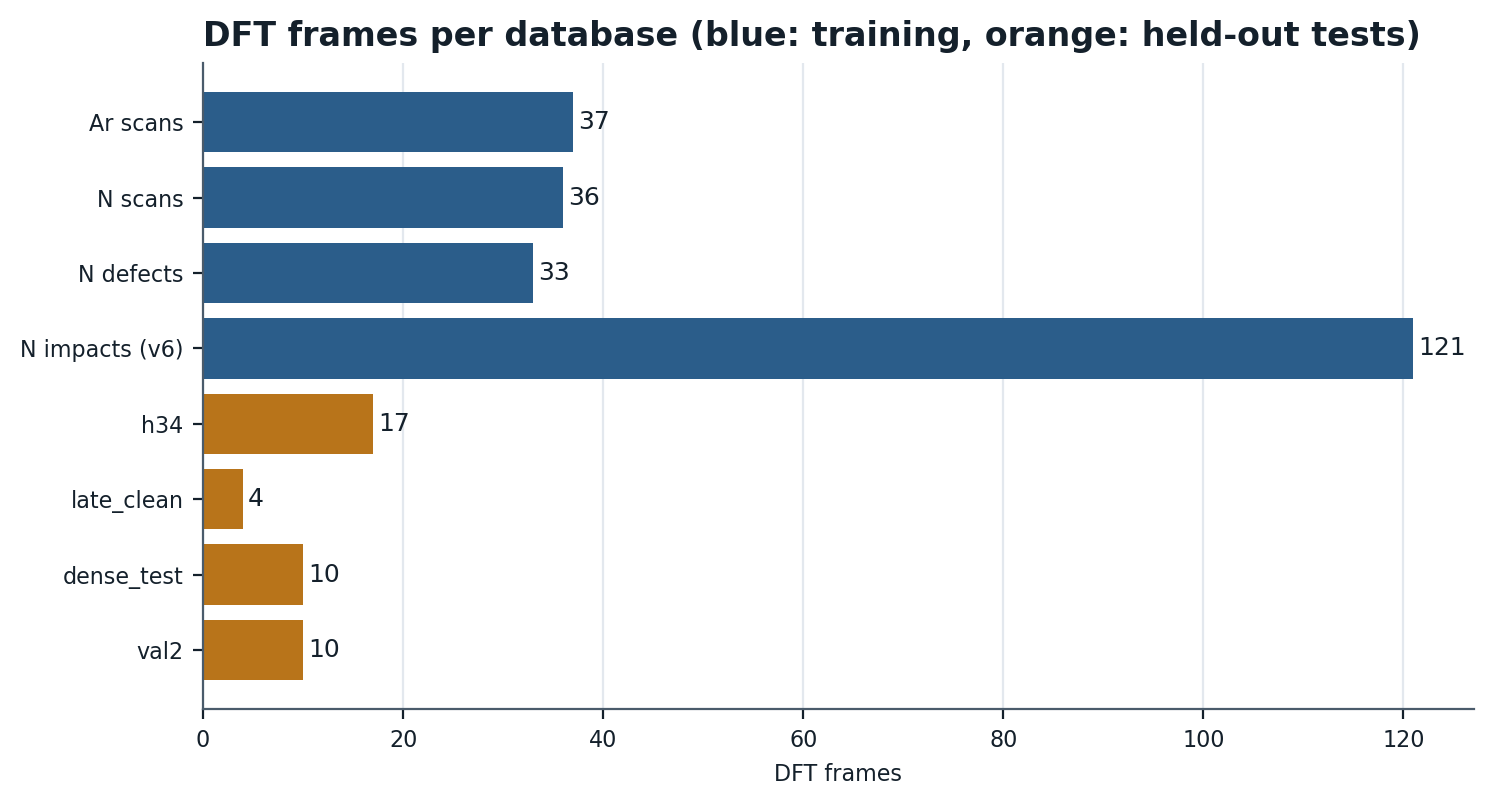 DFT frames per database (blue: training, orange: held-out tests)
Ar scans 37
N scans 36
N defects 33
N impacts (v6) 121
h34 17
late_clean 4
dense_test 10
val2 10
0 20 40 60 80 100 120
DFT frames